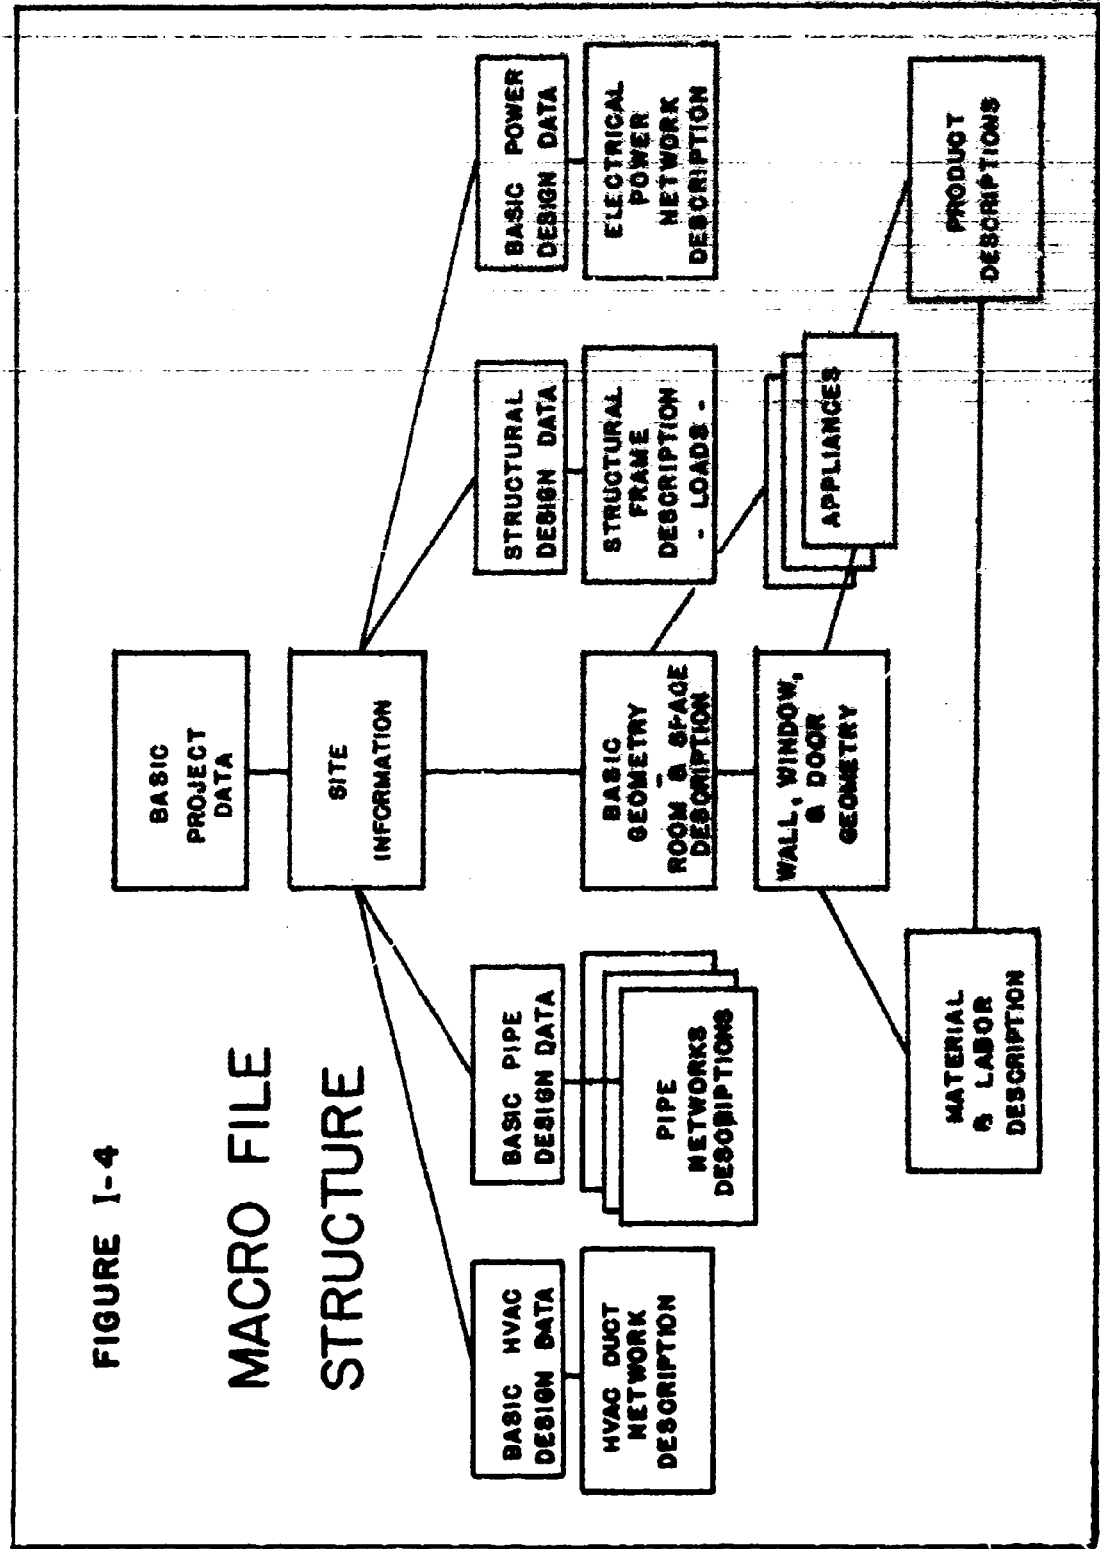 FIGURE I-4
MACRO FILE
STRUCTURE
BASIC
PROJECT
DATA
SITE
INFORMATION
BASIC HVAC
DESIGN DATA
HVAC DUCT
NETWORK
DESCRIPTION
BASIC PIPE
DESIGN DATA
PIPE
NETWORKS
DESCRIPTIONS
BASIC
GEOMETRY
-
ROOM & SPACE
DESCRIPTION
STRUCTURAL
DESIGN DATA
STRUCTURAL
FRAME
DESCRIPTION
- LOADS -
BASIC POWER
DESIGN DATA
ELECTRICAL
POWER
NETWORK
DESCRIPTION
WALL, WINDOW,
& DOOR
GEOMETRY
APPLIANCES
MATERIAL
& LABOR
DESCRIPTION
PRODUCT
DESCRIPTIONS